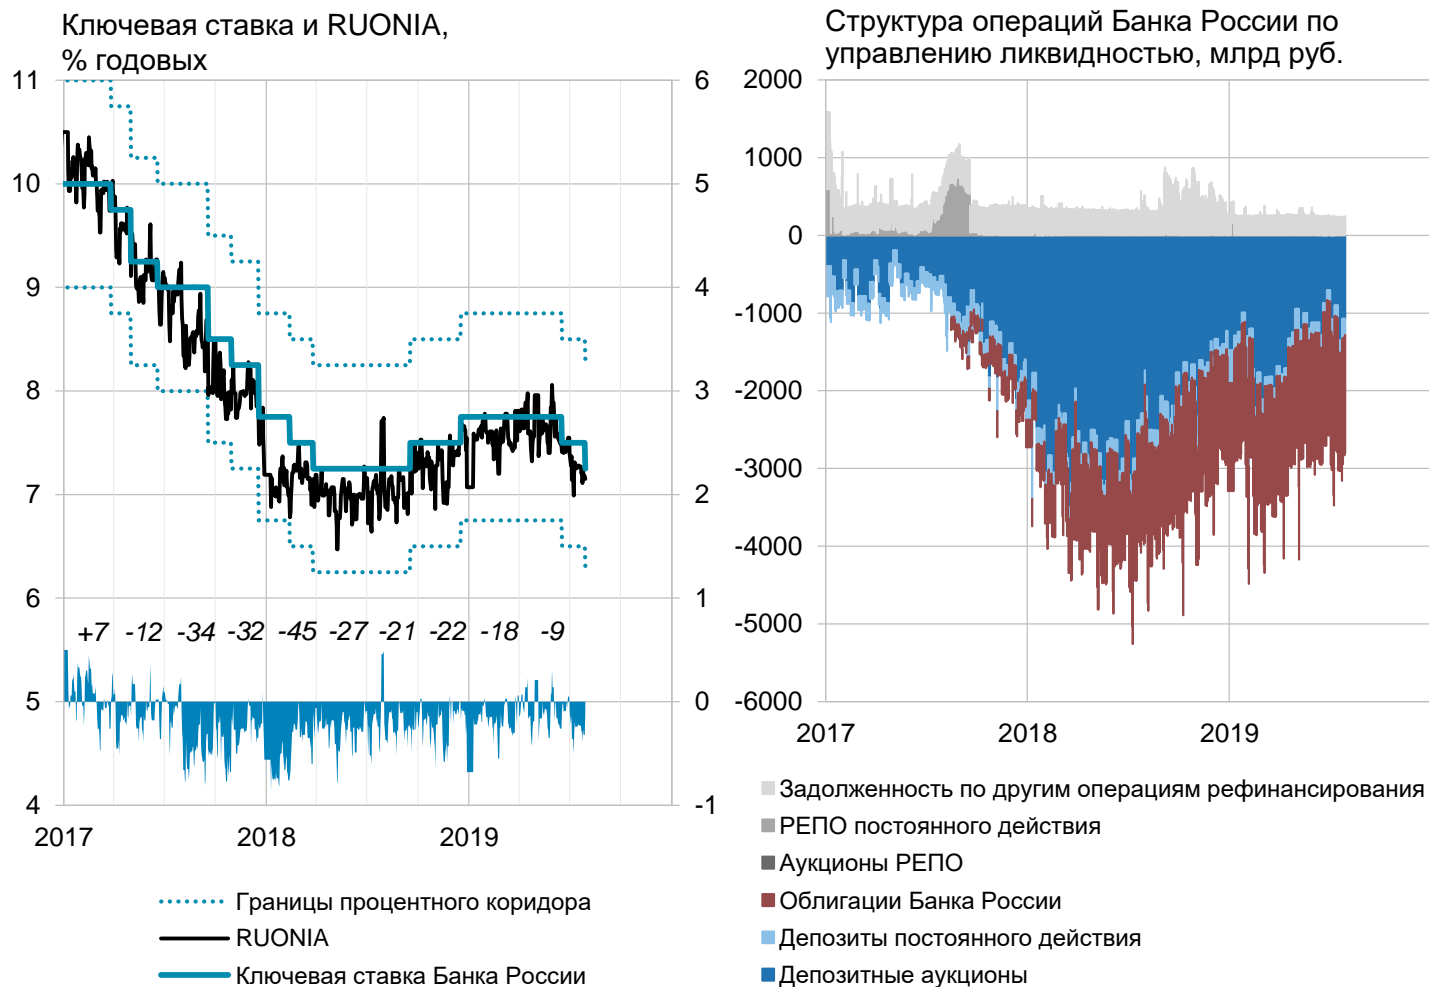 Ключевая ставка и RUONIA,
% годовых
11
10
9
8
7
6
5
4
6
5
4
3
2
1
0
-1
+7 -12 -34 -32 -45 -27 -21 -22 -18 -9
2017 2018 2019
Границы процентного коридора
RUONIA
Ключевая ставка Банка России
Структура операций Банка России по
управлению ликвидностью, млрд руб.
2000
1000
0
-1000
-2000
-3000
-4000
-5000
-6000
2017 2018 2019
Задолженность по другим операциям рефинансирования
РЕПО постоянного действия
Аукционы РЕПО
Облигации Банка России
Депозиты постоянного действия
Депозитные аукционы